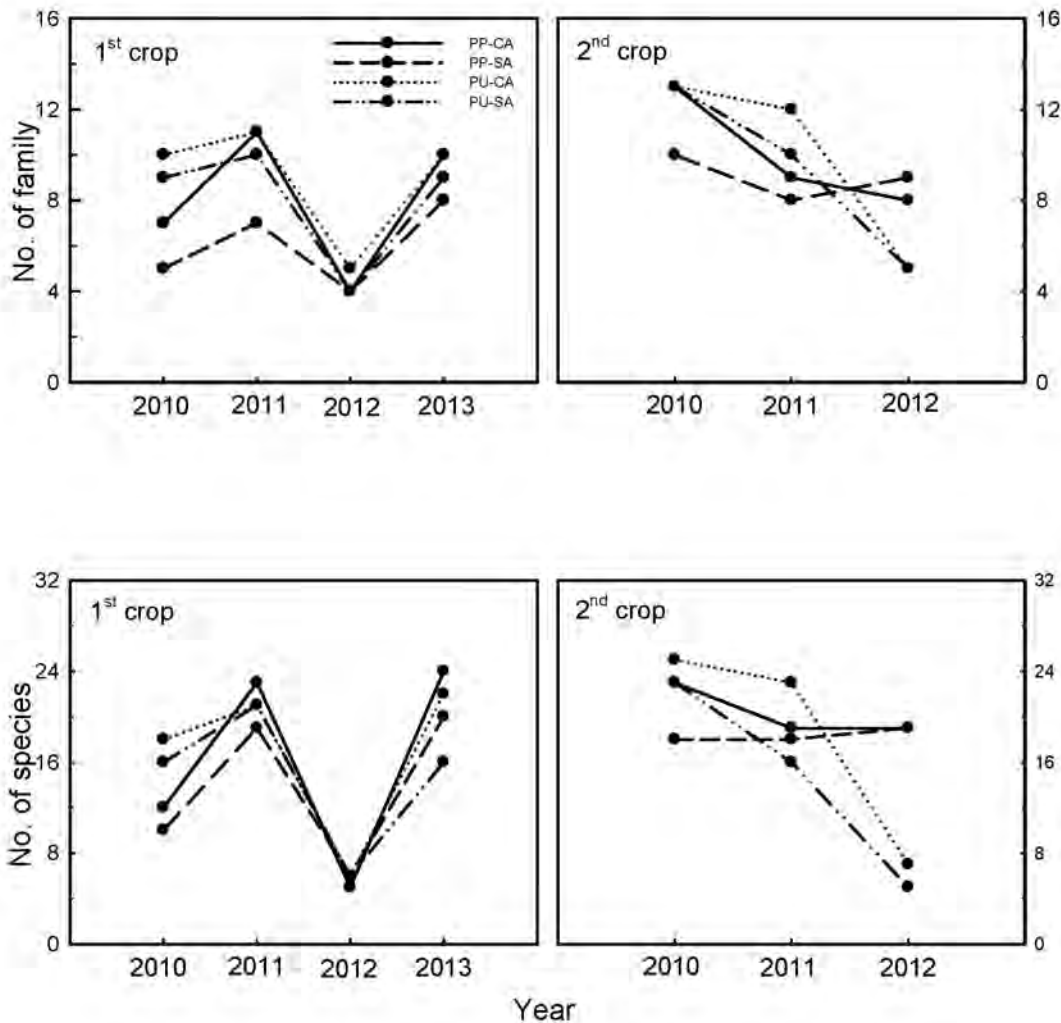 1st crop
PP-CA
PP-SA
PU-CA
PU-SA
No. of family
16
12
8
4
0
2010 2011 2012 2013
2nd crop
16
12
8
4
0
2010 2011 2012
1st crop
No. of species
32
24
16
8
0
2010 2011 2012 2013
2nd crop
32
24
16
8
0
2010 2011 2012
Year